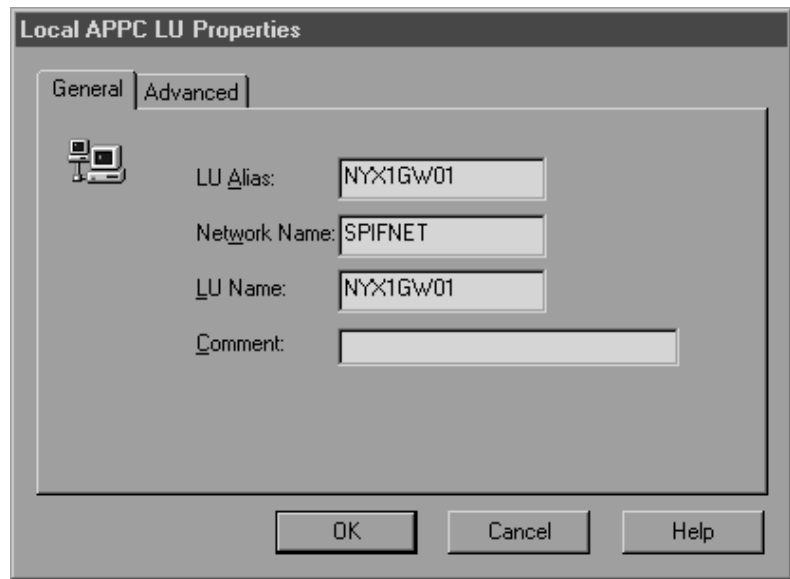 Local APPC LU Properties
General Advanced
LU Alias: NYX1GW01
Network Name: SPIFNET
LU Name: NYX1GW01
Comment:
OK Cancel Help